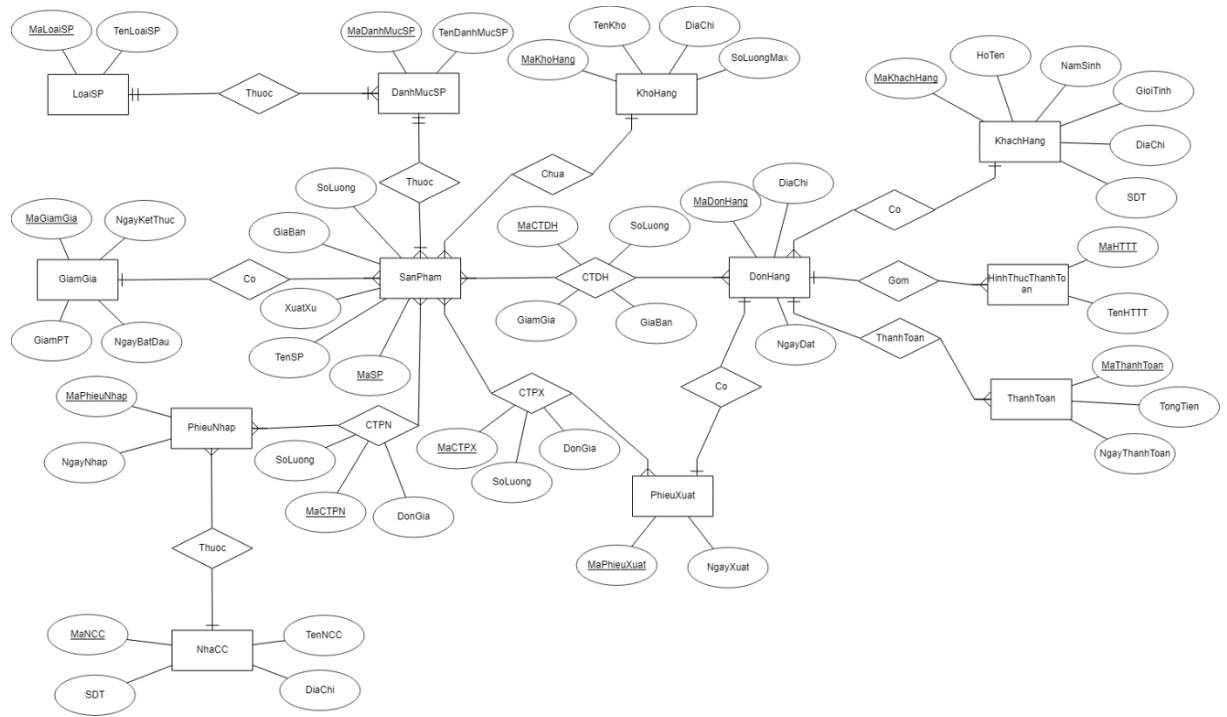 MaLoaiSP
TenLoaiSP
LoaiSP
Thuoc
MaDanhMucSP
TenDanhMucSP
DanhMucSP
TenKho
DiaChi
MaKhoHang
SoLuongMax
KhoHang
HoTen
NamSinh
MaKhachHang
GioiTinh
KhachHang
DiaChi
SDT
Thuoc
Chua
Co
SoLuong
MaGiamGia
NgayKetThuc
GiaBan
GiamGia
Co
SanPham
XuatXu
GiamPT
NgayBatDau
TenSP
MaSP
MaCTDH
SoLuong
CTDH
GiamGia
GiaBan
DiaChi
MaDonHang
DonHang
NgayDat
Gom
MaHTTT
HinhThucThanhTo
an
TenHTTT
ThanhToan
MaThanhToan
ThanhToan
TongTien
NgayThanhToan
Co
CTPX
MaCTPX
DonGia
SoLuong
PhieuXuat
MaPhieuXuat
NgayXuat
MaPhieuNhap
PhieuNhap
NgayNhap
CTPN
SoLuong
MaCTPN
DonGia
Thuoc
MaNCC
TenNCC
NhaCC
SDT
DiaChi